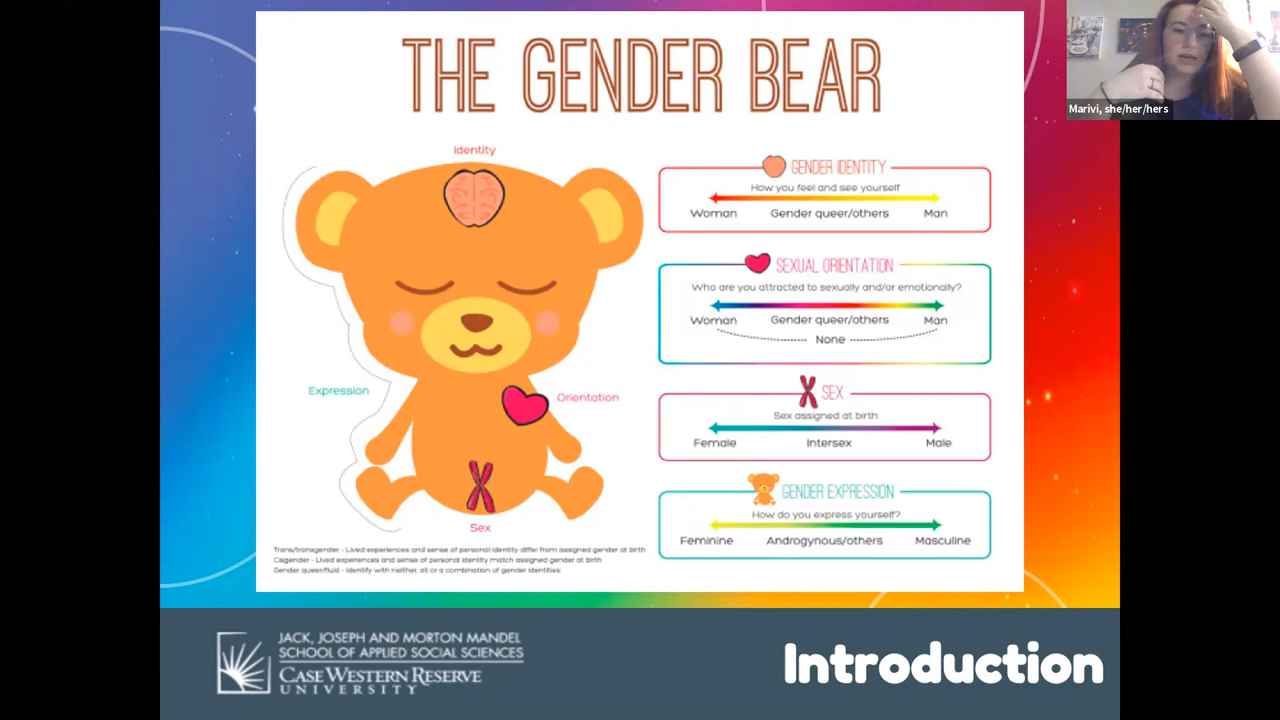 THE GENDER BEAR
Marivi, she/her/hers
Identity
Expression
Orientation
Sex
GENDER IDENTITY
How you feel and see yourself
Woman Gender queer/others Man
SEXUAL ORIENTATION
Who are you attracted to sexually and/or emotionally?
Woman Gender queer/others Man
None
SEX
Sex assigned at birth
Female Intersex Male
GENDER EXPRESSION
How do you express yourself?
Feminine Androgynous/others Masculine
Trans/transgender - Lived experiences and sense of personal identity differ from assigned gender at birth
Cisgender - Lived experiences and sense of personal identity match assigned gender at birth
Gender queer/fluid - Identify with neither, all or a combination of gender identities
JACK, JOSEPH AND MORTON MANDEL
SCHOOL OF APPLIED SOCIAL SCIENCES
CASE WESTERN RESERVE
UNIVERSITY
Introduction